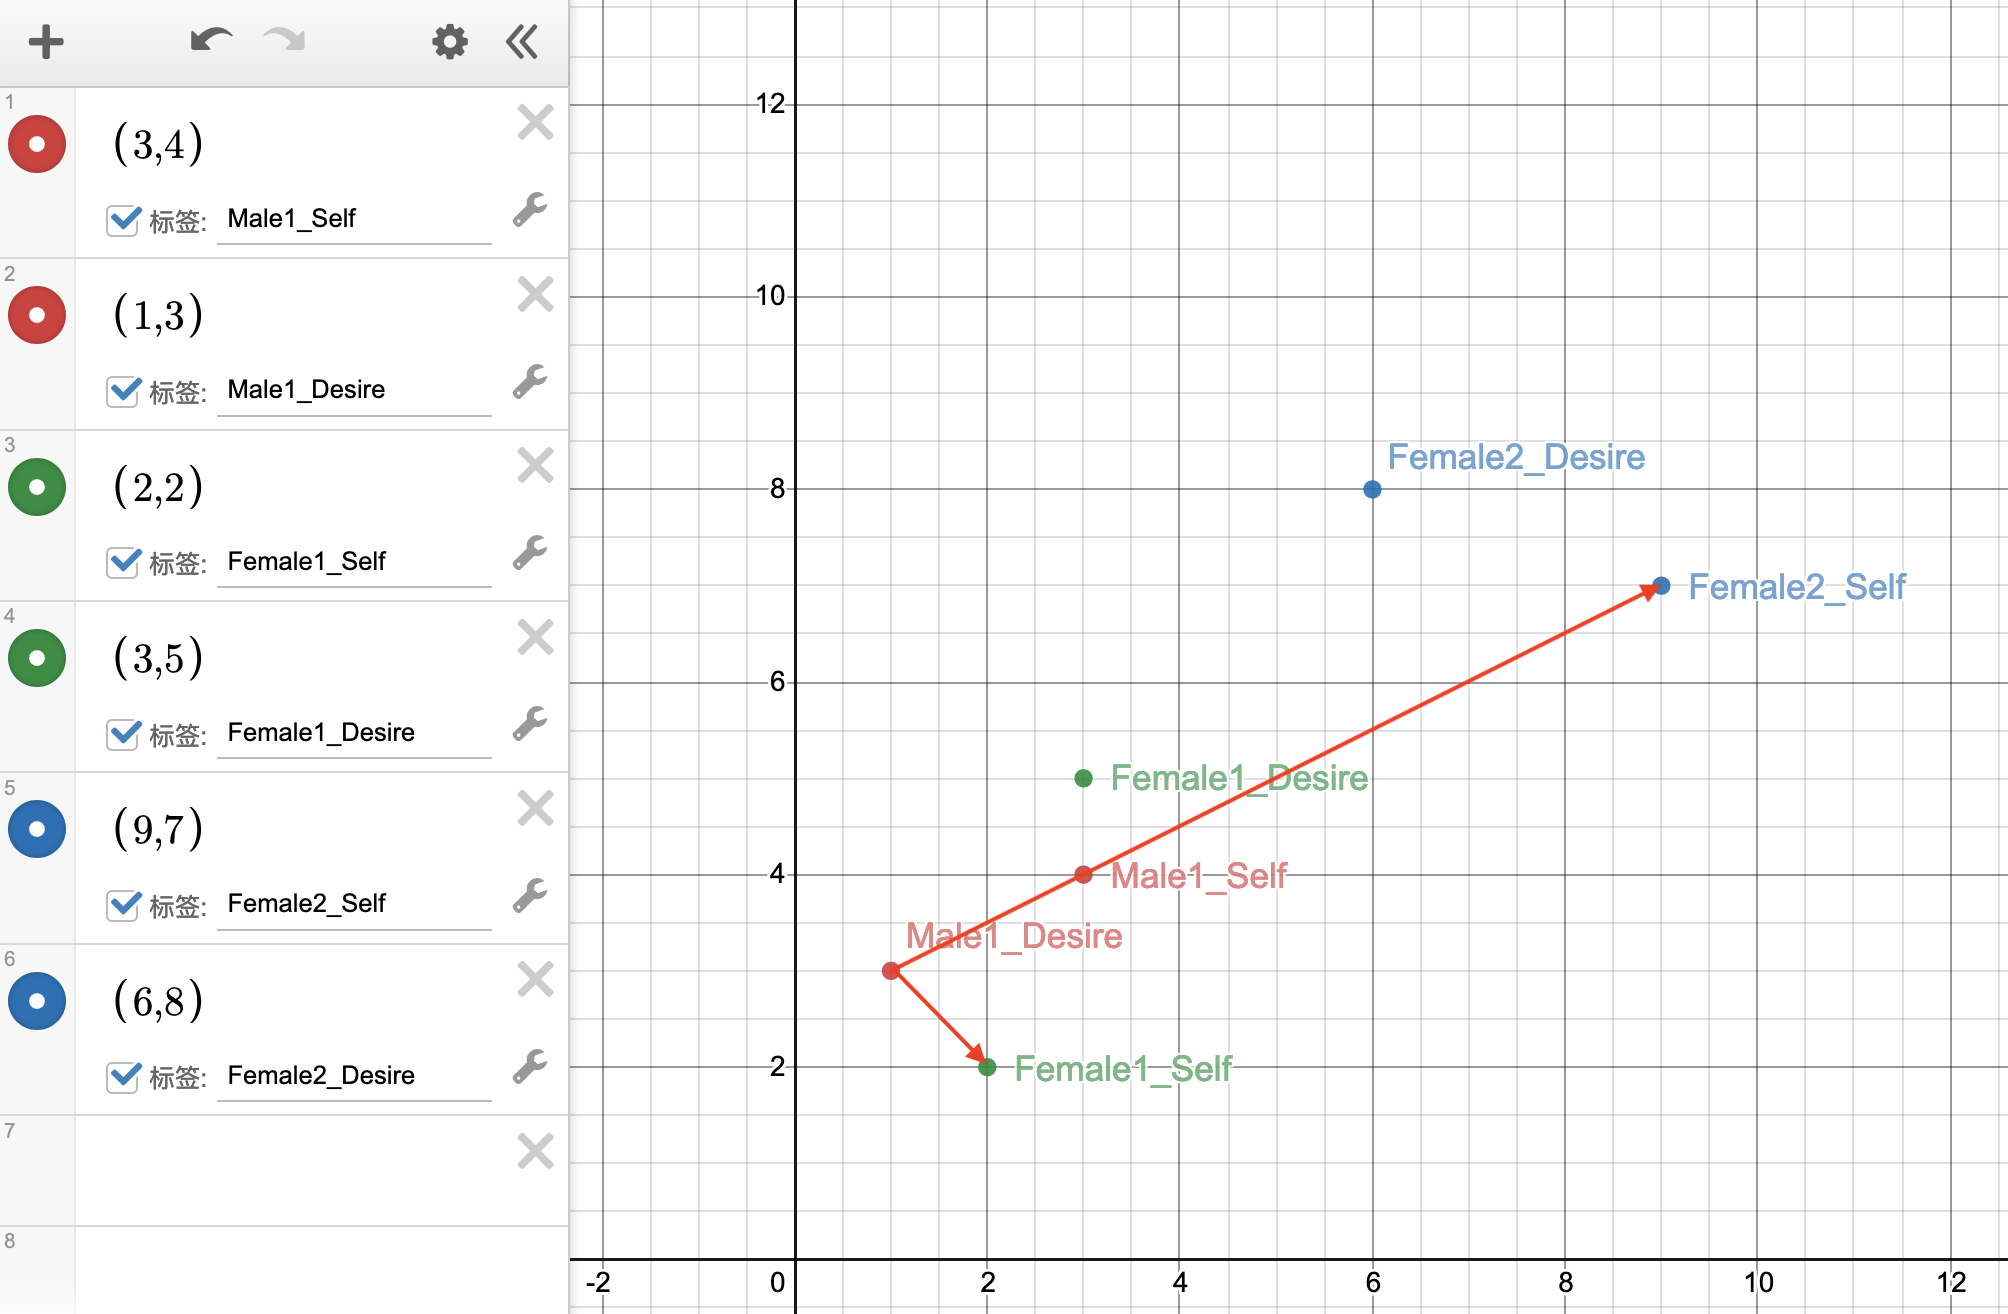 1
(3,4)
标签: Male1_Self
2
(1,3)
标签: Male1_Desire
3
(2,2)
标签: Female1_Self
4
(3,5)
标签: Female1_Desire
5
(9,7)
标签: Female2_Self
6
(6,8)
标签: Female2_Desire
7
8
12
10
8
6
4
2
Female2_Desire
Female2_Self
Female1_Desire
Male1_Self
Male1_Desire
Female1_Self
-2 0 2 4 6 8 10 12